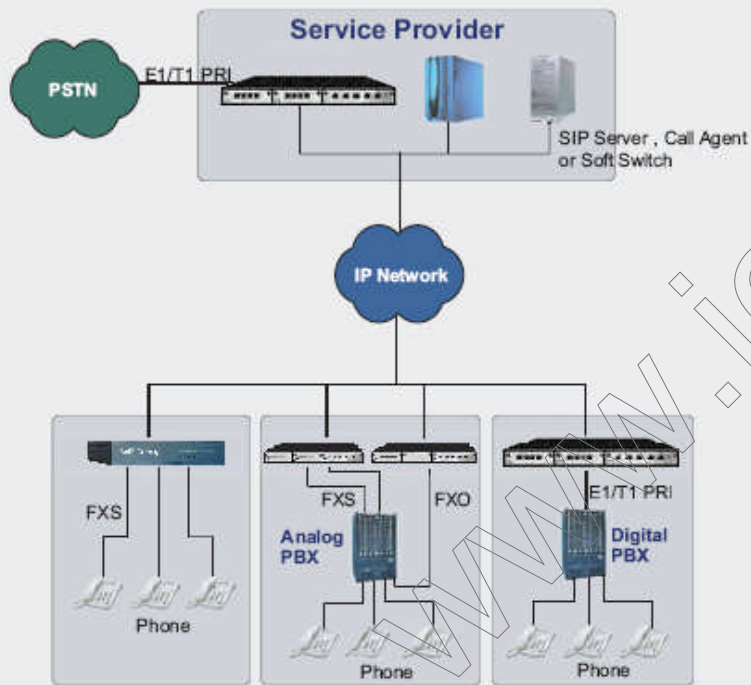 Service Provider
PSTN
E1/T1 PRI
SIP Server , Call Agent
or Soft Switch
IP Network
FXS
Phone
FXS
FXO
Analog
PBX
Phone
E1/T1 PRI
Digital
PBX
Phone